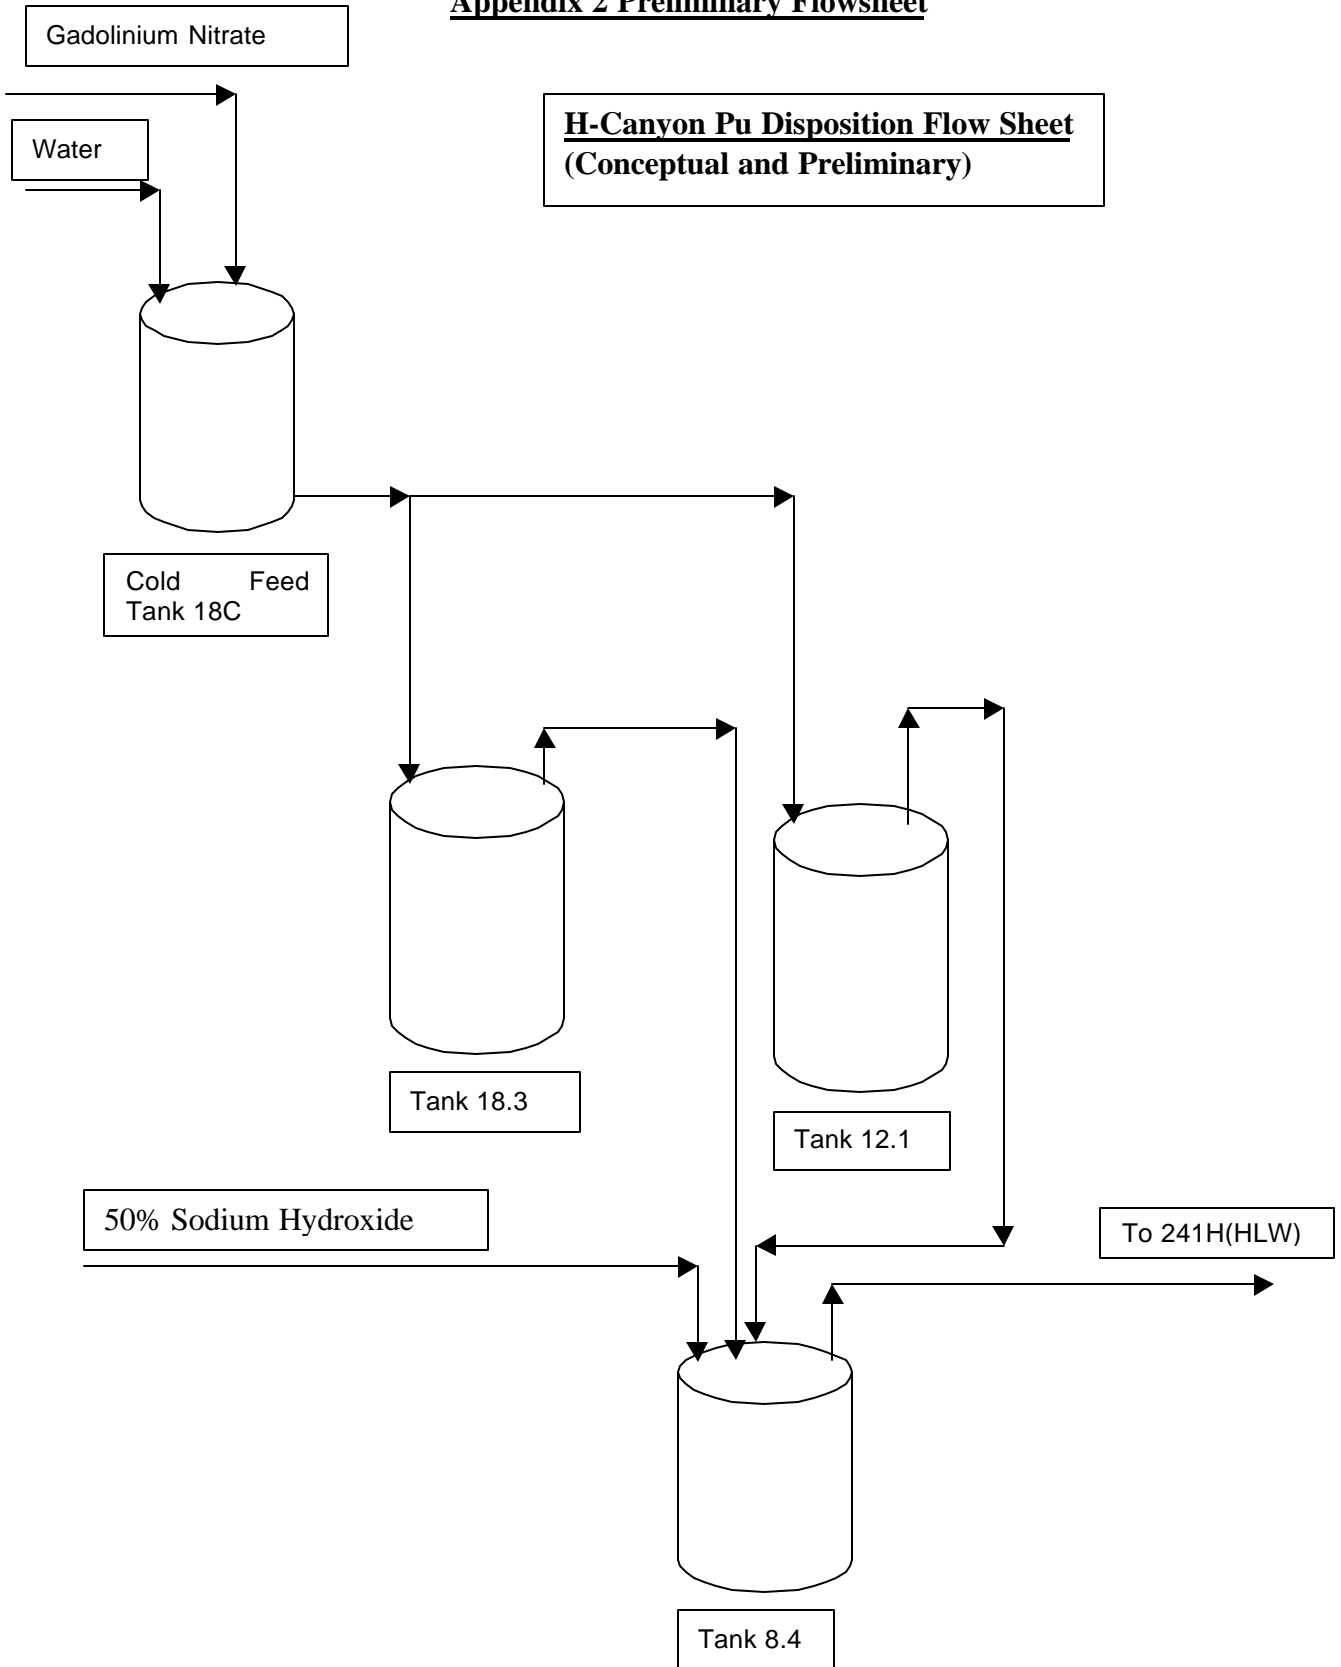 Appendix 2 Preliminary Flowsheet
Gadolinium Nitrate
H-Canyon Pu Disposition Flow Sheet
(Conceptual and Preliminary)
Water
Cold Feed
Tank 18C
Tank 18.3
Tank 12.1
50% Sodium Hydroxide
To 241H(HLW)
Tank 8.4